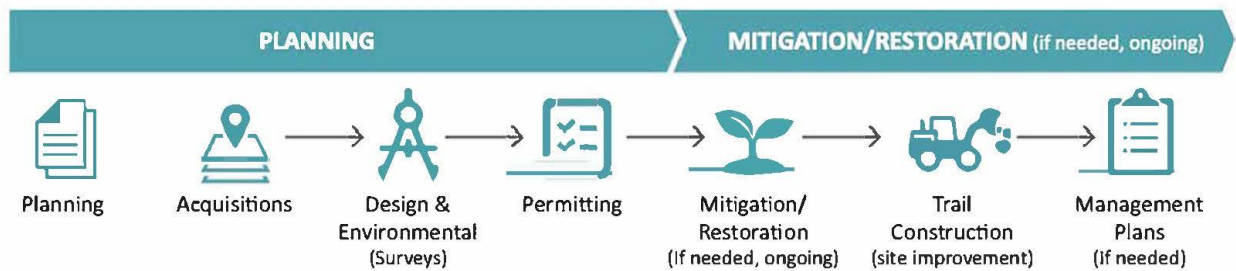 PLANNING
MITIGATION/RESTORATION (if needed, ongoing)
Planning
Acquisitions
Design &
Environmental
(Surveys)
Permitting
Mitigation/
Restoration
(If needed, ongoing)
Trail
Construction
(site improvement)
Management
Plans
(if needed)